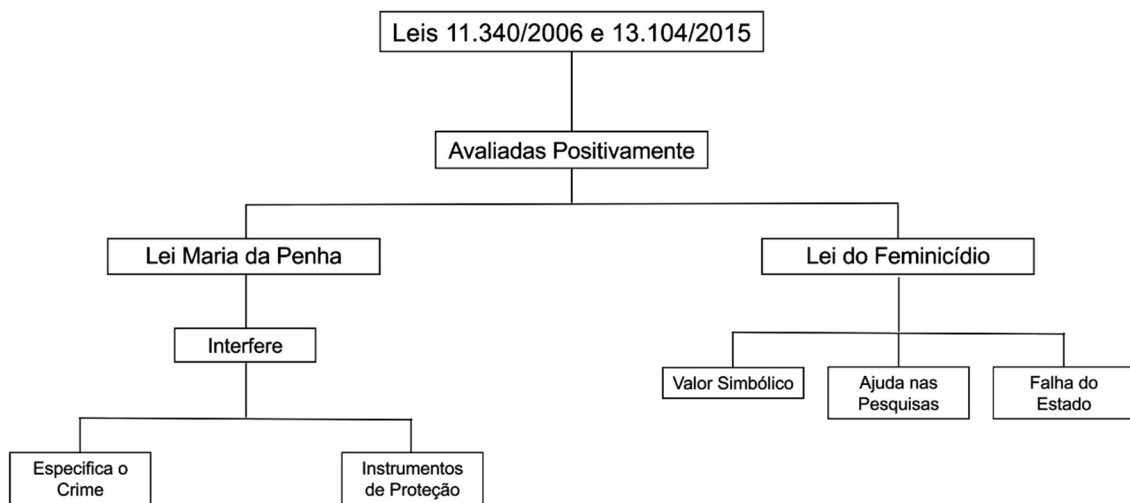 Leis 11.340/2006 e 13.104/2015
Avaliadas Positivamente
Lei Maria da Penha
Lei do Feminicídio
Interfere
Valor Simbólico
Ajuda nas
Pesquisas
Falha do
Estado
Especifica o
Crime
Instrumentos
de Proteção